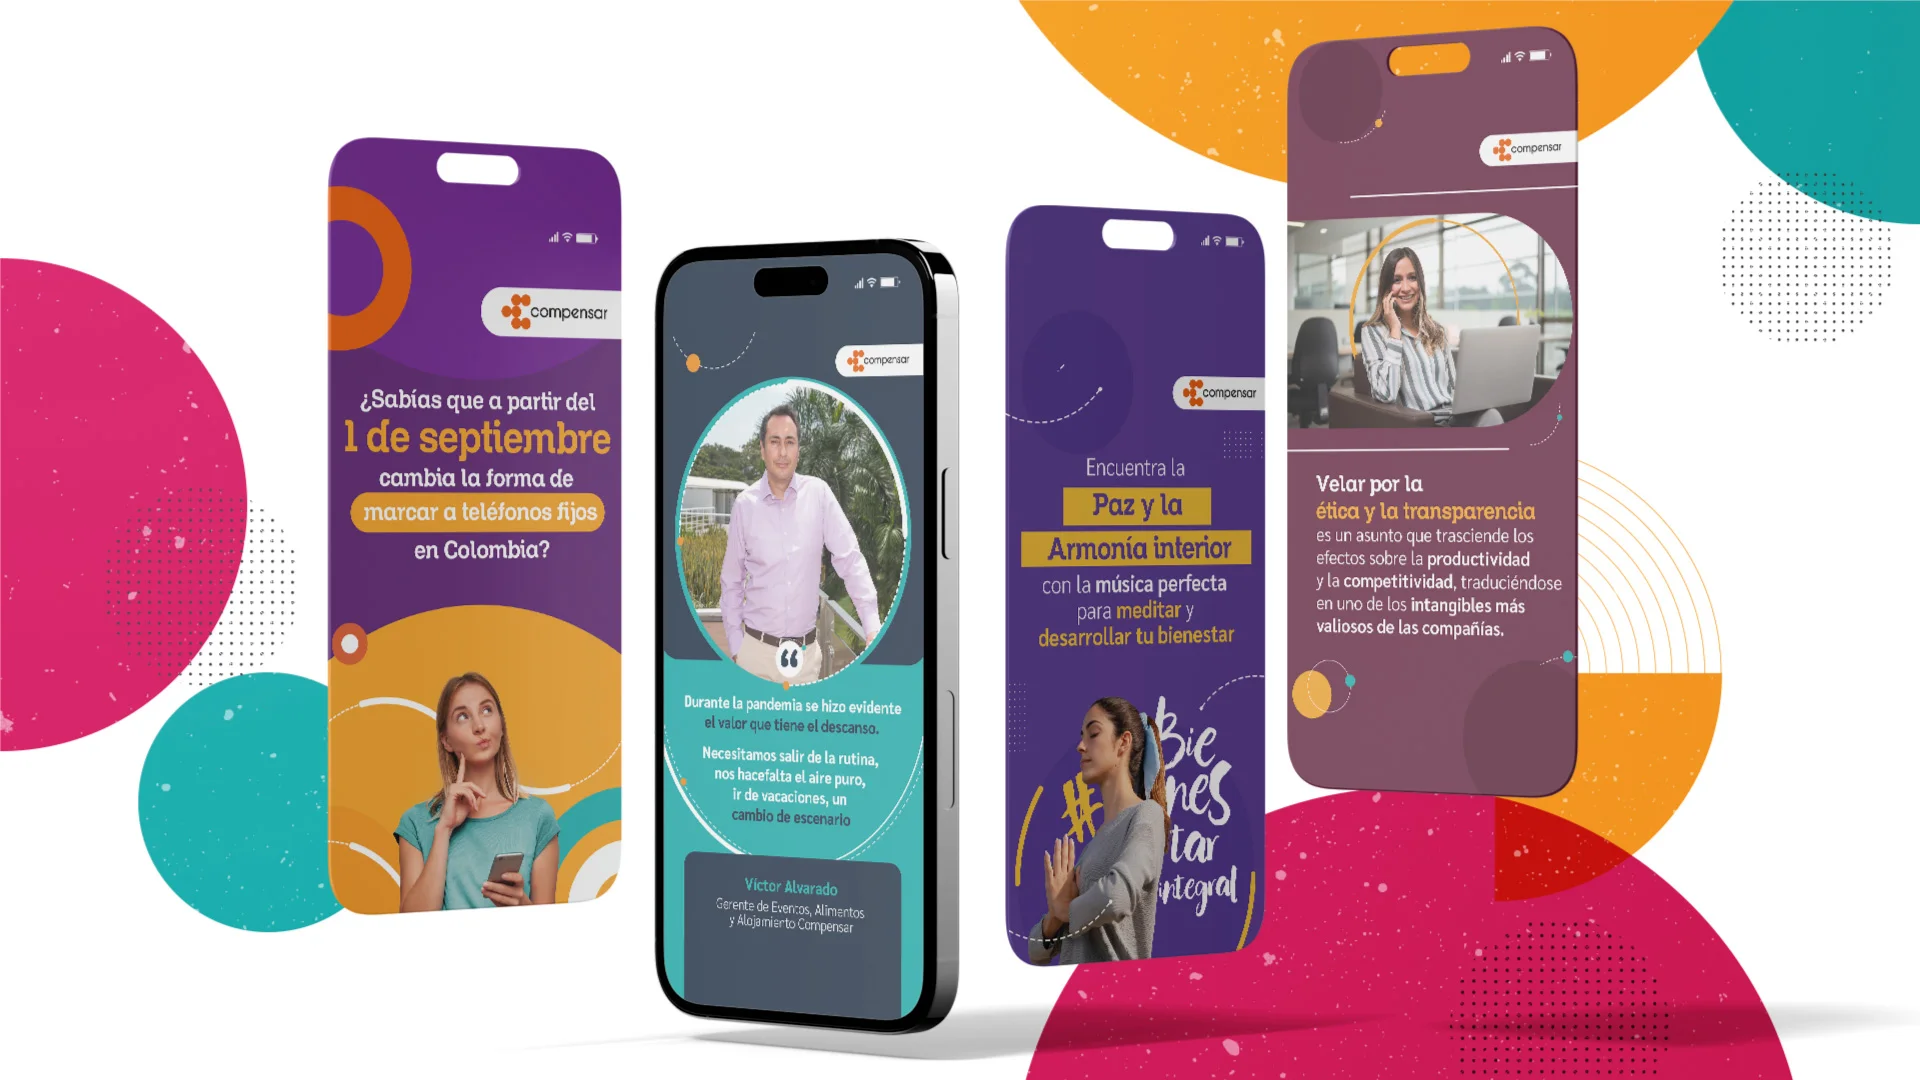 compensar
¿Sabías que a partir del
1 de septiembre
cambia la forma de
marcar a teléfonos fijos
en Colombia?
compensar
“
Durante la pandemia se hizo evidente
el valor que tiene el descanso.
Necesitamos salir de la rutina,
nos hacefalta el aire puro,
ir de vacaciones, un
cambio de escenario
Víctor Alvarado
Gerente de Eventos, Alimentos
y Alojamiento Compensar
compensar
Encuentra la
Paz y la
Armonía interior
con la música perfecta
para meditar y
desarrollar tu bienestar
#Bie
nes
tar
integral
compensar
Velar por la
ética y la transparencia
es un asunto que trasciende los
efectos sobre la productividad
y la competitividad, traduciéndose
en uno de los intangibles más
valiosos de las compañías.